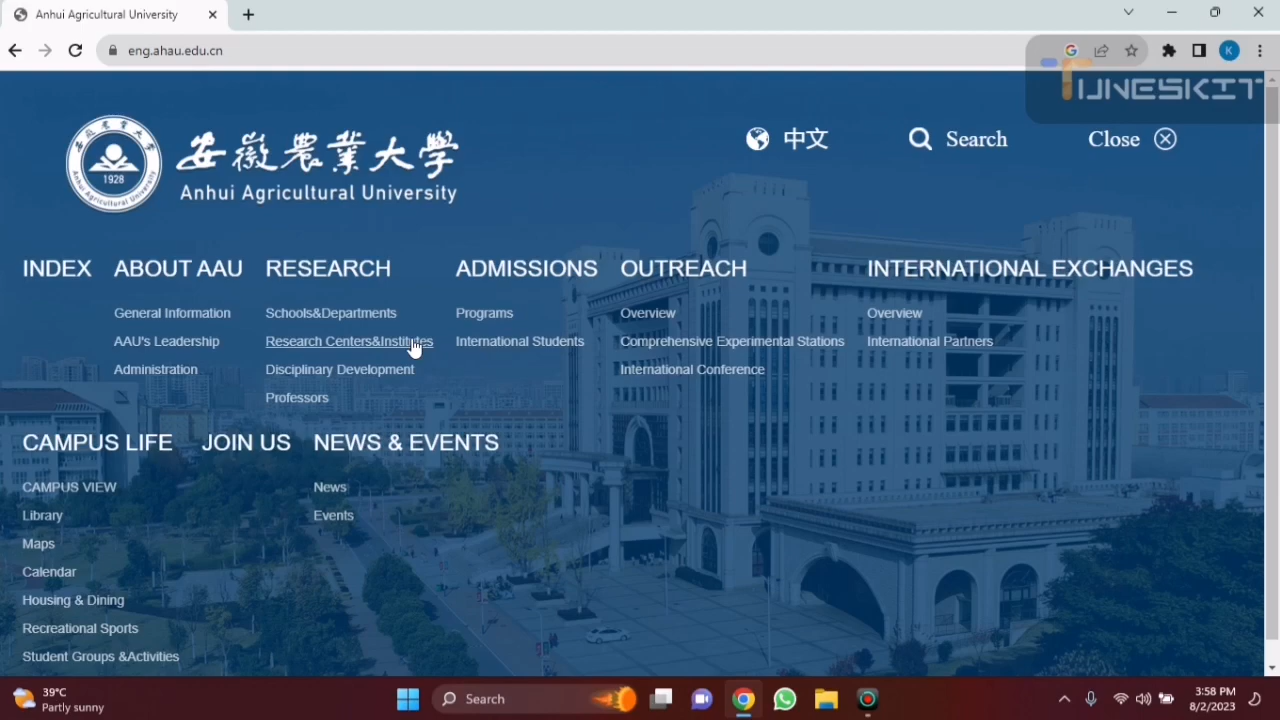 Anhui Agricultural University
eng.ahau.edu.cn
K
TUNESKIT
安徽農業大學
Anhui Agricultural University
1928
中文
Search
Close
INDEX
ABOUT AAU
General Information
AAU's Leadership
Administration
RESEARCH
Schools&Departments
Research Centers&Institutes
Disciplinary Development
Professors
ADMISSIONS
Programs
International Students
OUTREACH
Overview
Comprehensive Experimental Stations
International Conference
INTERNATIONAL EXCHANGES
Overview
International Partners
CAMPUS LIFE
CAMPUS VIEW
Library
Maps
Calendar
Housing & Dining
Recreational Sports
Student Groups &Activities
JOIN US
NEWS & EVENTS
News
Events
39°C
Partly sunny
Search
3:58 PM
8/2/2023